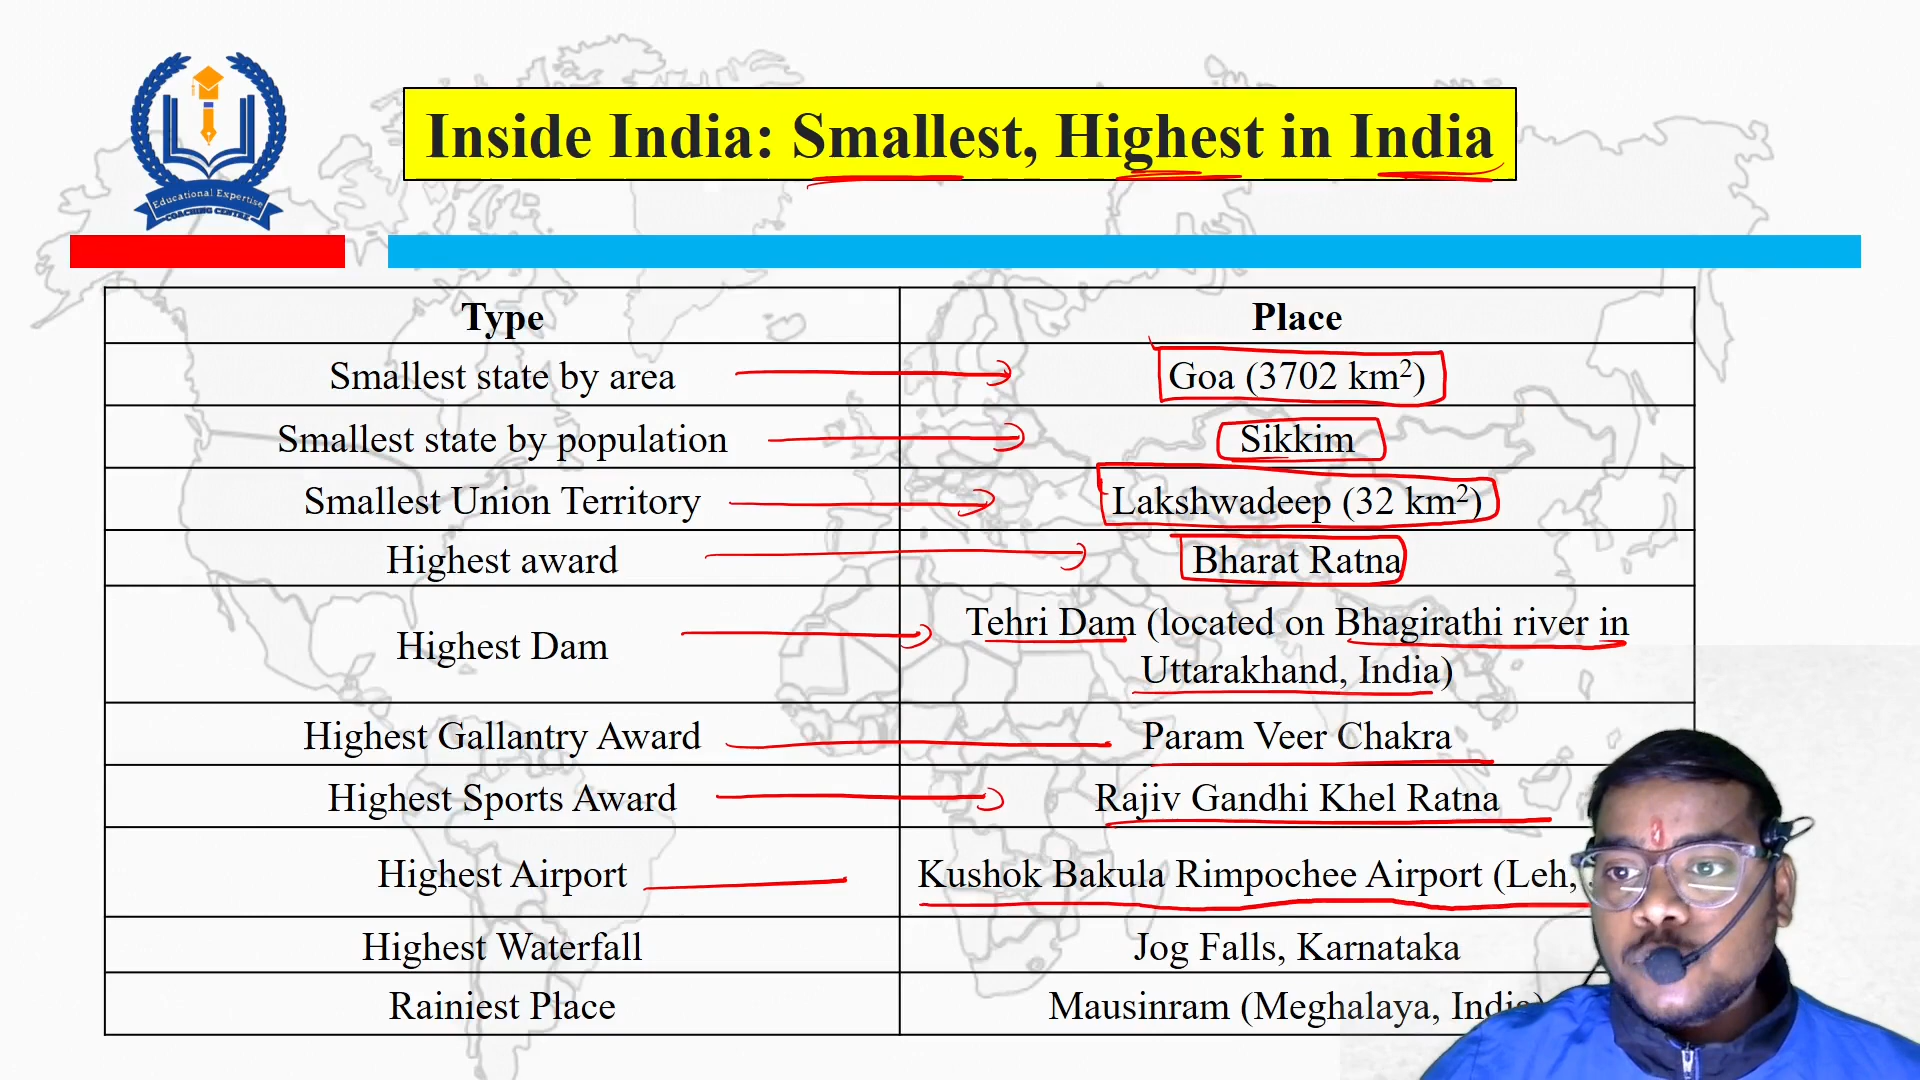 Educational Expertise
COACHING CENTRE
Inside India: Smallest, Highest in India
Type Place
Smallest state by area Goa (3702 km²)
Smallest state by population Sikkim
Smallest Union Territory Lakshwadeep (32 km²)
Highest award Bharat Ratna
Highest Dam Tehri Dam (located on Bhagirathi river in
Uttarakhand, India)
Highest Gallantry Award Param Veer Chakra
Highest Sports Award Rajiv Gandhi Khel Ratna
Highest Airport Kushok Bakula Rimpochee Airport (Leh,
Highest Waterfall Jog Falls, Karnataka
Rainiest Place Mausinram (Meghalaya, India)